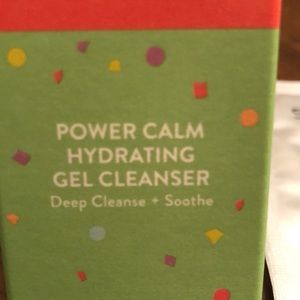 POWER CALM
HYDRATING
GEL CLEANSER
Deep Cleanse + Soothe